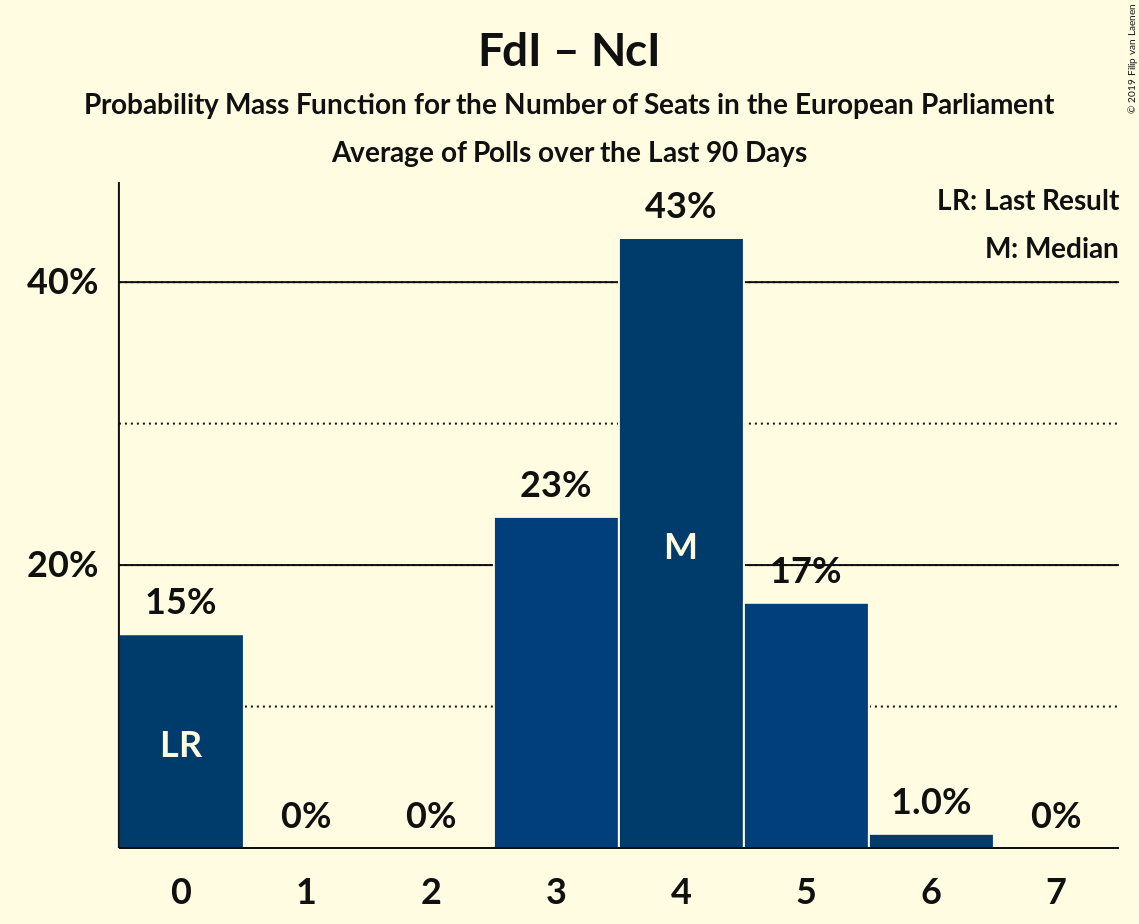 FdI – NcI
Probability Mass Function for the Number of Seats in the European Parliament
Average of Polls over the Last 90 Days
© 2019 Filip van Laenen
LR: Last Result
M: Median
43%
40%
23%
M
20%
17%
15%
LR
0%
0%
1.0%
0%
0 1 2 3 4 5 6 7